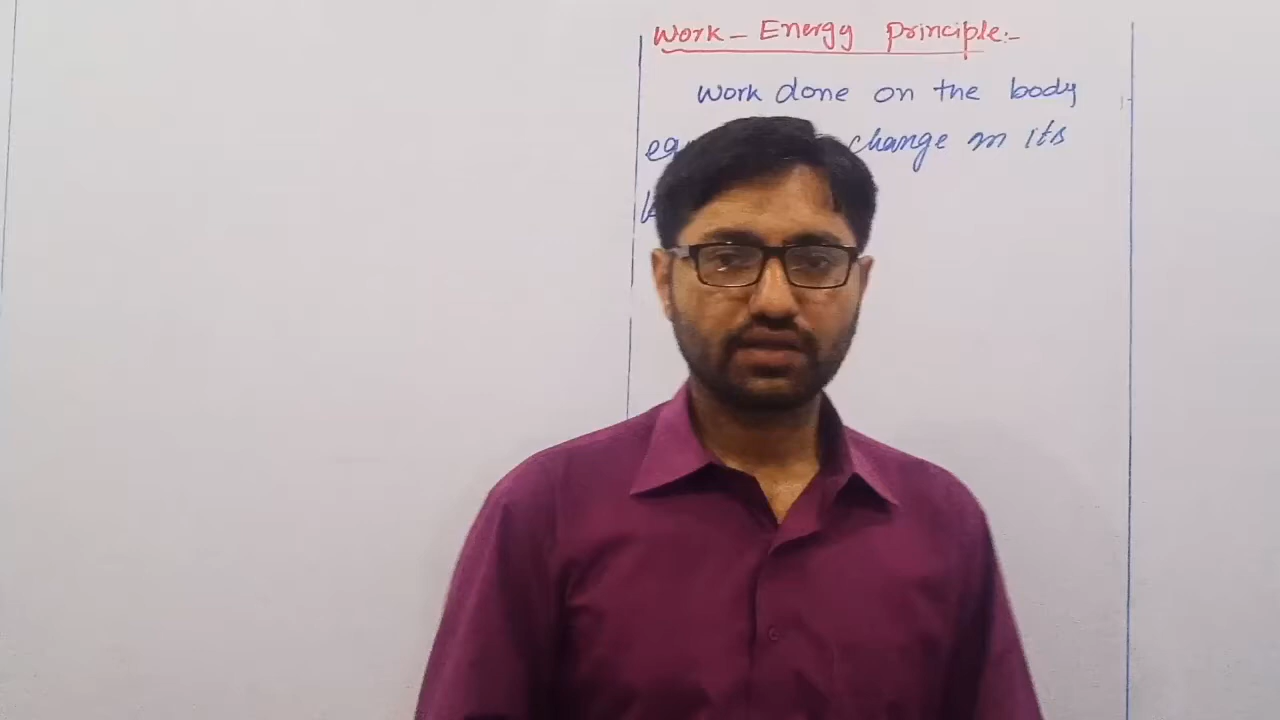 Work - Energy principle:-
Work done on the body
change in its